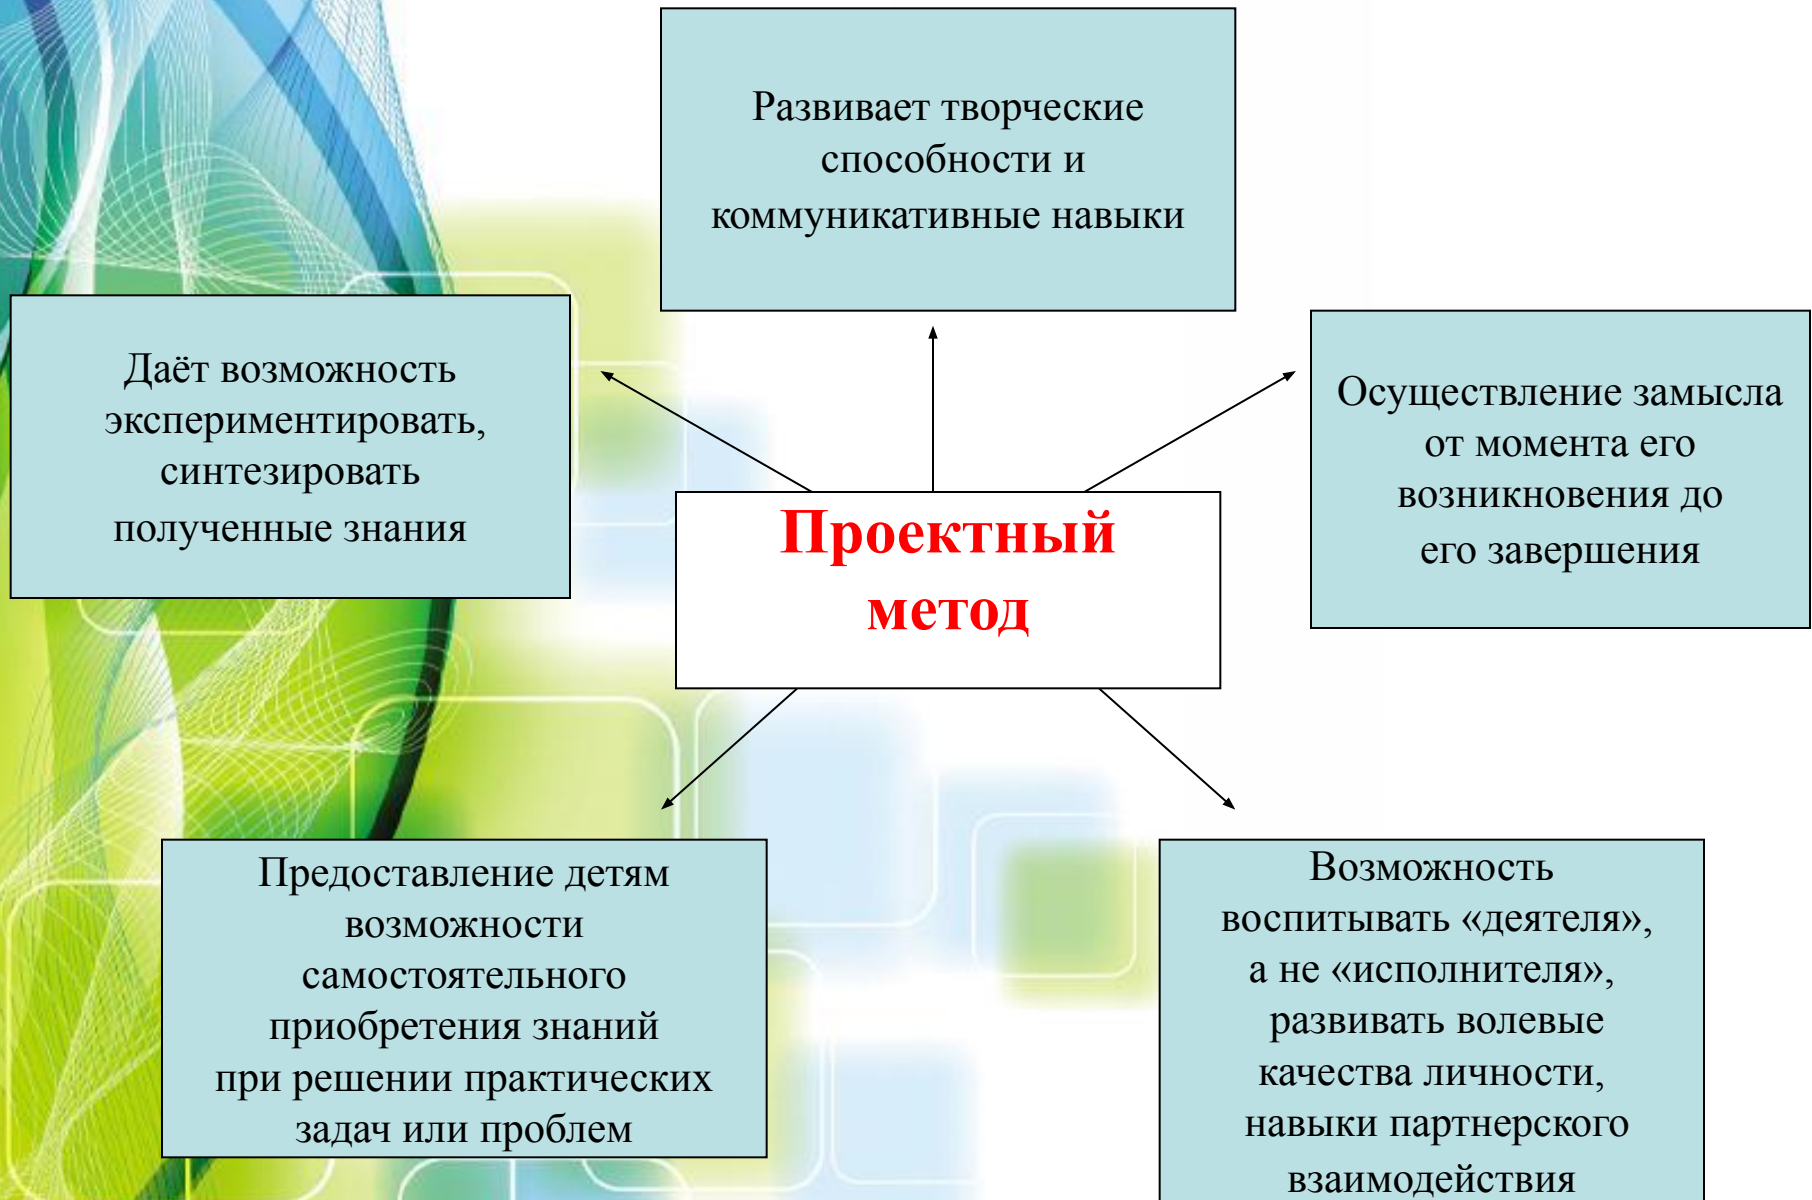 Развивает творческие
способности и
коммуникативные навыки
Даёт возможность
экспериментировать,
синтезировать
полученные знания
Осуществление замысла
от момента его
возникновения до
его завершения
Проектный
метод
Предоставление детям
возможности
самостоятельного
приобретения знаний
при решении практических
задач или проблем
Возможность
воспитывать «деятеля»,
а не «исполнителя»,
развивать волевые
качества личности,
навыки партнерского
взаимодействия